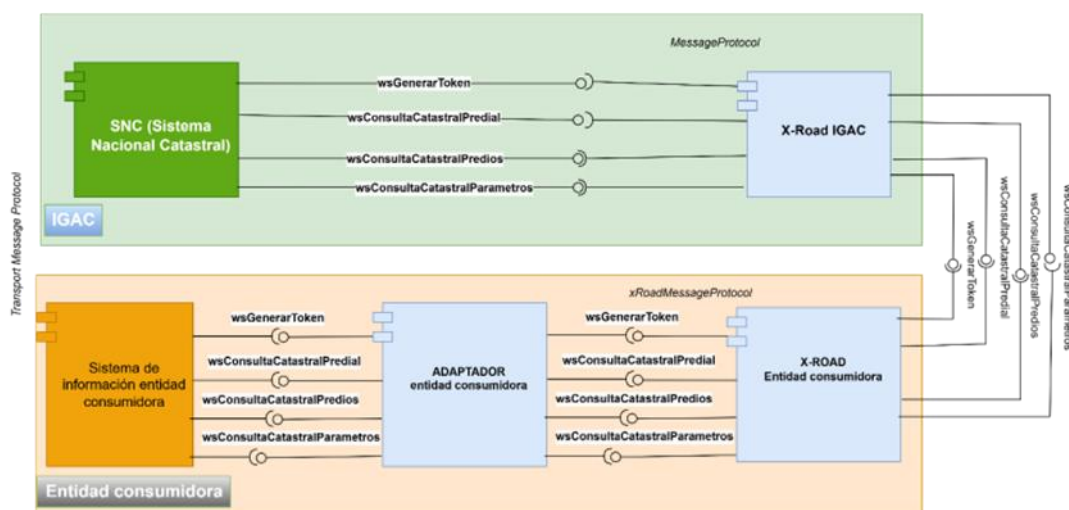 MessageProtocol
wsGenerarToken
wsConsultaCatastralPredial
wsConsultaCatastralPredios
wsConsultaCatastralParametros
SNC (Sistema
Nacional Catastral)
X-Road IGAC
IGAC
Transport Message Protocol
wsGenerarToken
wsConsultaCatastralPredial
wsConsultaCatastralPredios
wsConsultaCatastralParametros
xRoadMessageProtocol
wsGenerarToken
wsConsultaCatastralPredial
wsConsultaCatastralPredios
wsConsultaCatastralParametros
wsGenerarToken
wsConsultaCatastralPredial
wsConsultaCatastralPredios
wsConsultaCatastralParametros
Sistema de
información entidad
consumidora
ADAPTADOR
entidad consumidora
X-ROAD
Entidad consumidora
Entidad consumidora